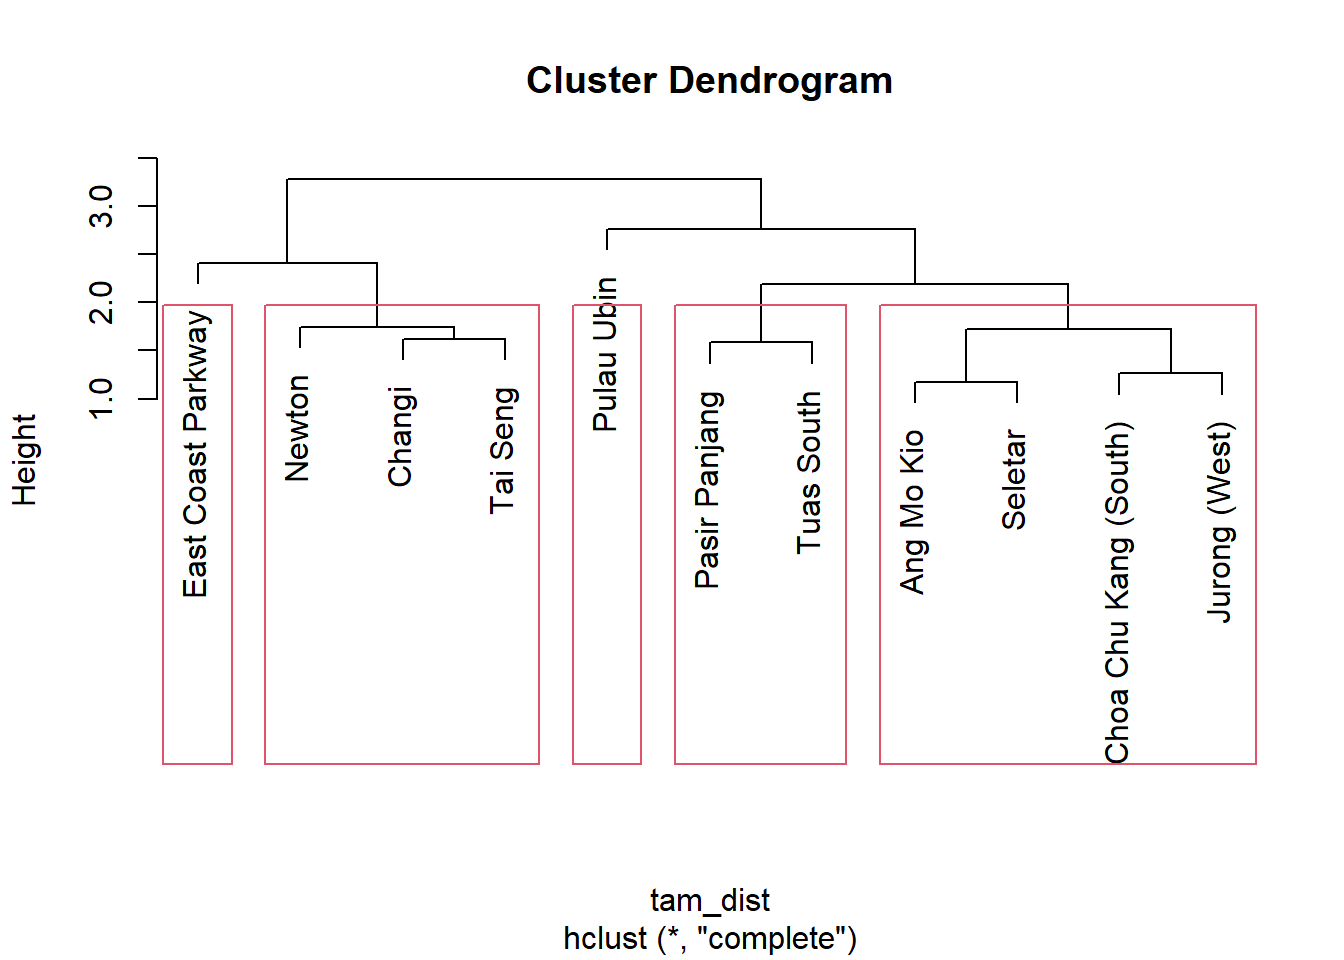 Cluster Dendrogram
Height
3.0
2.0
1.0
East Coast Parkway
Newton
Changi
Tai Seng
Pulau Ubin
Pasir Panjang
Tuas South
Ang Mo Kio
Seletar
Choa Chu Kang (South)
Jurong (West)
tam_dist
hclust (*, "complete")